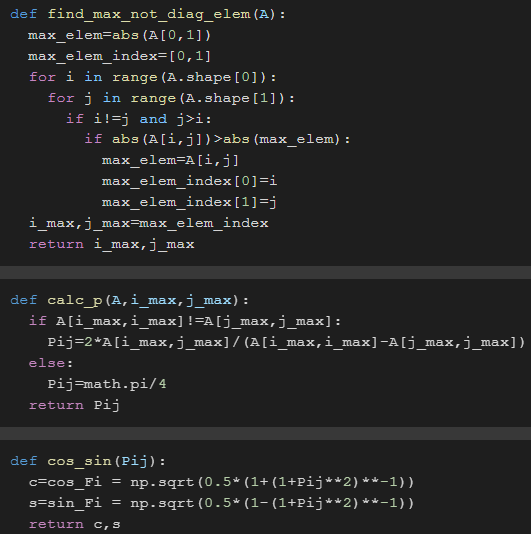 def find_max_not_diag_elem(A):
  max_elem=abs(A[0,1])
  max_elem_index=[0,1]
  for i in range(A.shape[0]):
    for j in range(A.shape[1]):
      if i!=j and j>i:
        if abs(A[i,j])>abs(max_elem):
          max_elem=A[i,j]
          max_elem_index[0]=i
          max_elem_index[1]=j
  i_max,j_max=max_elem_index
  return i_max,j_max
def calc_p(A,i_max,j_max):
  if A[i_max,i_max]!=A[j_max,j_max]:
    Pij=2*A[i_max,j_max]/(A[i_max,i_max]-A[j_max,j_max])
  else:
    Pij=math.pi/4
  return Pij
def cos_sin(Pij):
  c=cos_Fi = np.sqrt(0.5*(1+(1+Pij**2)**-1))
  s=sin_Fi = np.sqrt(0.5*(1-(1+Pij**2)**-1))
  return c,s